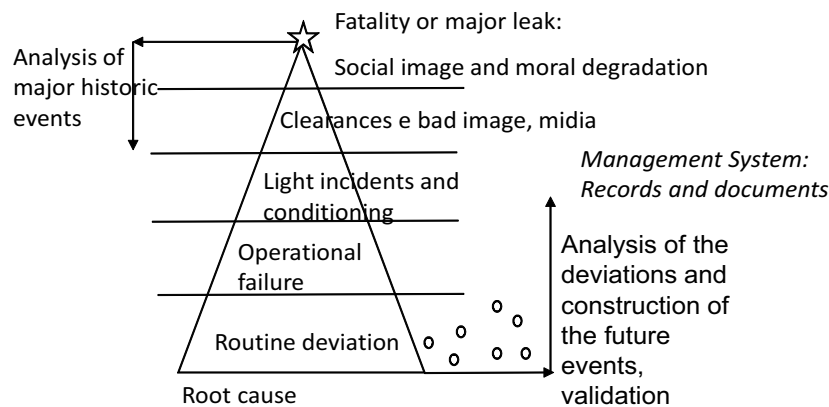 Fatality or major leak:
Social image and moral degradation
Analysis of
major historic
events
Clearances e bad image, midia
Light incidents and
conditioning
Operational
failure
Routine deviation
Root cause
Management System:
Records and documents
Analysis of the
deviations and
construction of
the future
events,
validation